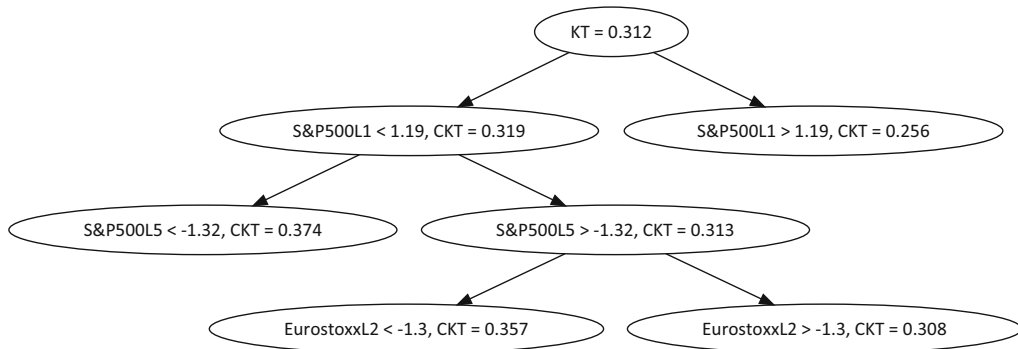 KT = 0.312
S&P500L1 < 1.19, CKT = 0.319
S&P500L1 > 1.19, CKT = 0.256
S&P500L5 < -1.32, CKT = 0.374
S&P500L5 > -1.32, CKT = 0.313
EurostoxxL2 < -1.3, CKT = 0.357
EurostoxxL2 > -1.3, CKT = 0.308